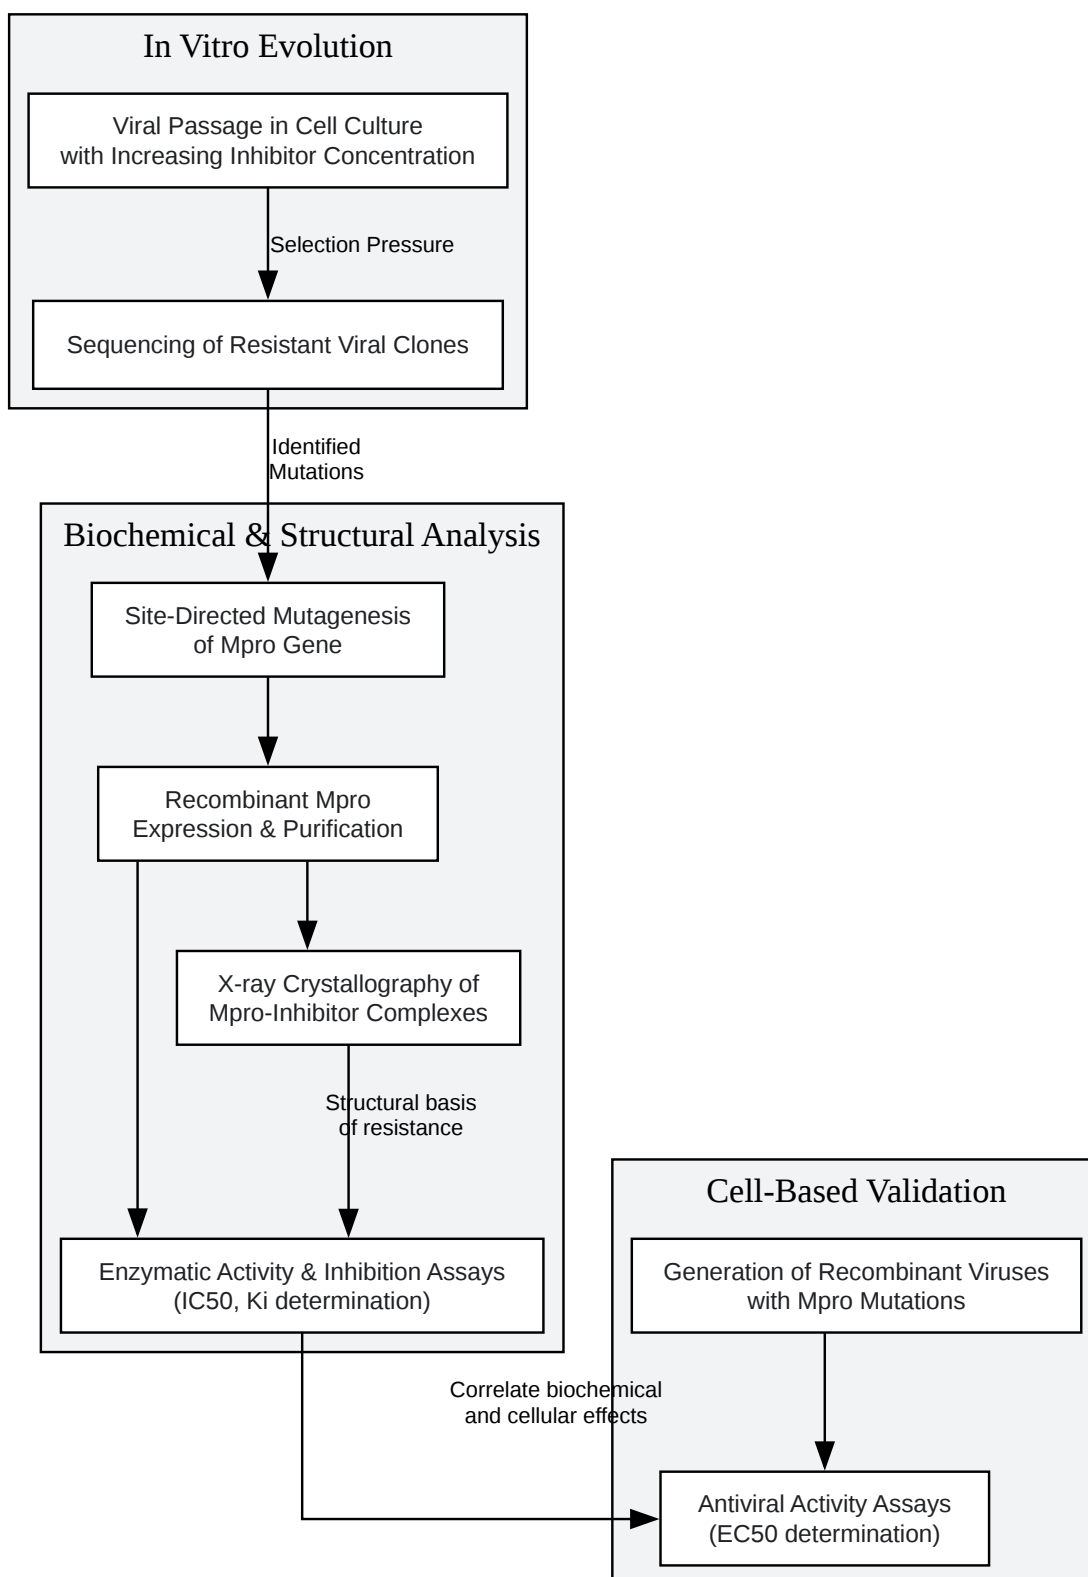 In Vitro Evolution
Viral Passage in Cell Culture
with Increasing Inhibitor Concentration
Selection Pressure
Sequencing of Resistant Viral Clones
Identified
Mutations
Biochemical & Structural Analysis
Site-Directed Mutagenesis
of Mpro Gene
Recombinant Mpro
Expression & Purification
X-ray Crystallography of
Mpro-Inhibitor Complexes
Structural basis
of resistance
Enzymatic Activity & Inhibition Assays
(IC50, Ki determination)
Cell-Based Validation
Generation of Recombinant Viruses
with Mpro Mutations
Correlate biochemical
and cellular effects
Antiviral Activity Assays
(EC50 determination)